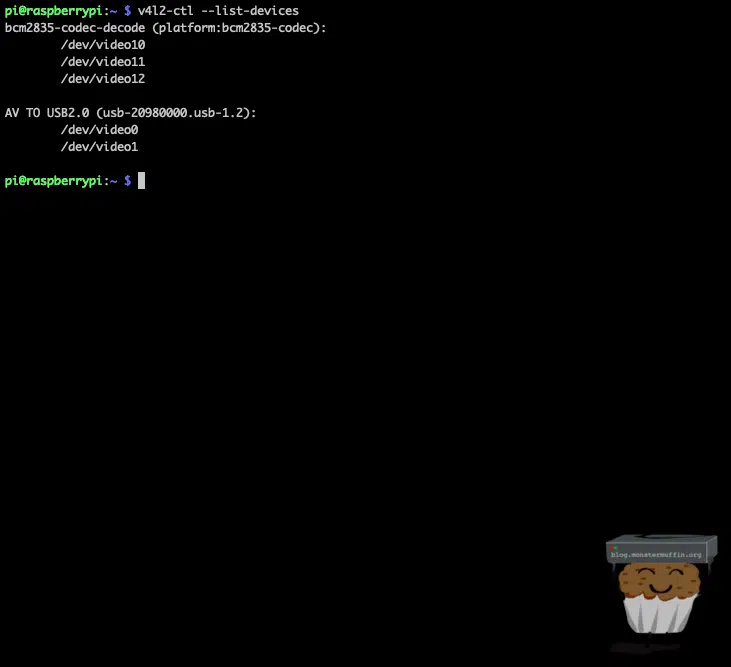 pi@raspberrypi:~ $ v4l2-ctl --list-devices
bcm2835-codec-decode (platform:bcm2835-codec):
/dev/video10
/dev/video11
/dev/video12
AV TO USB2.0 (usb-20980000.usb-1.2):
/dev/video0
/dev/video1
pi@raspberrypi:~ $
blog.monstermuffin.org